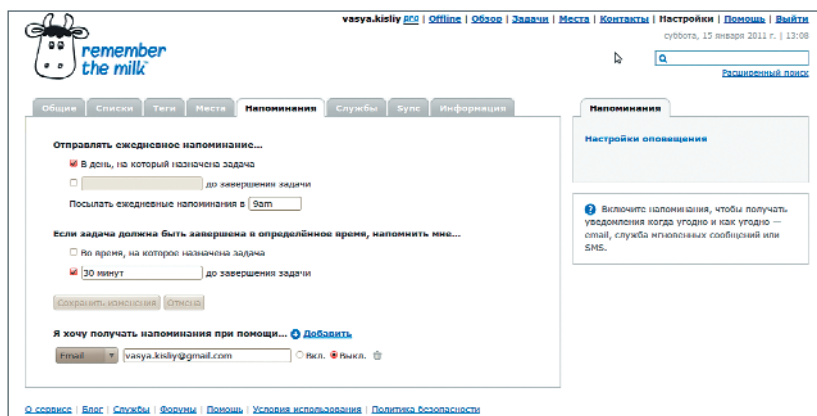 vasya.kisliy pro | Offline | Обзор | Задачи | Места | Контакты | Настройки | Помощь | Выйти
суббота, 15 января 2011 г. | 13:08
remember
the milk
Расширенный поиск
Общие Списки Теги Места Напоминания Службы Sync Информация
Напоминания
Отправлять ежедневное напоминание...
В день, на который назначена задача
до завершения задачи
Посылать ежедневные напоминания в 9am
Если задача должна быть завершена в определённое время, напомнить мне...
Во время, на которое назначена задача
30 минут до завершения задачи
Сохранить изменения Отмена
Я хочу получать напоминания при помощи... Добавить
Email vasya.kisliy@gmail.com Вкл. Выкл.
Настройки оповещения
Включите напоминания, чтобы получать
уведомления когда угодно и как угодно —
email, служба мгновенных сообщений или
SMS.
О сервисе | Блог | Службы | Форумы | Помощь | Условия использования | Политика безопасности